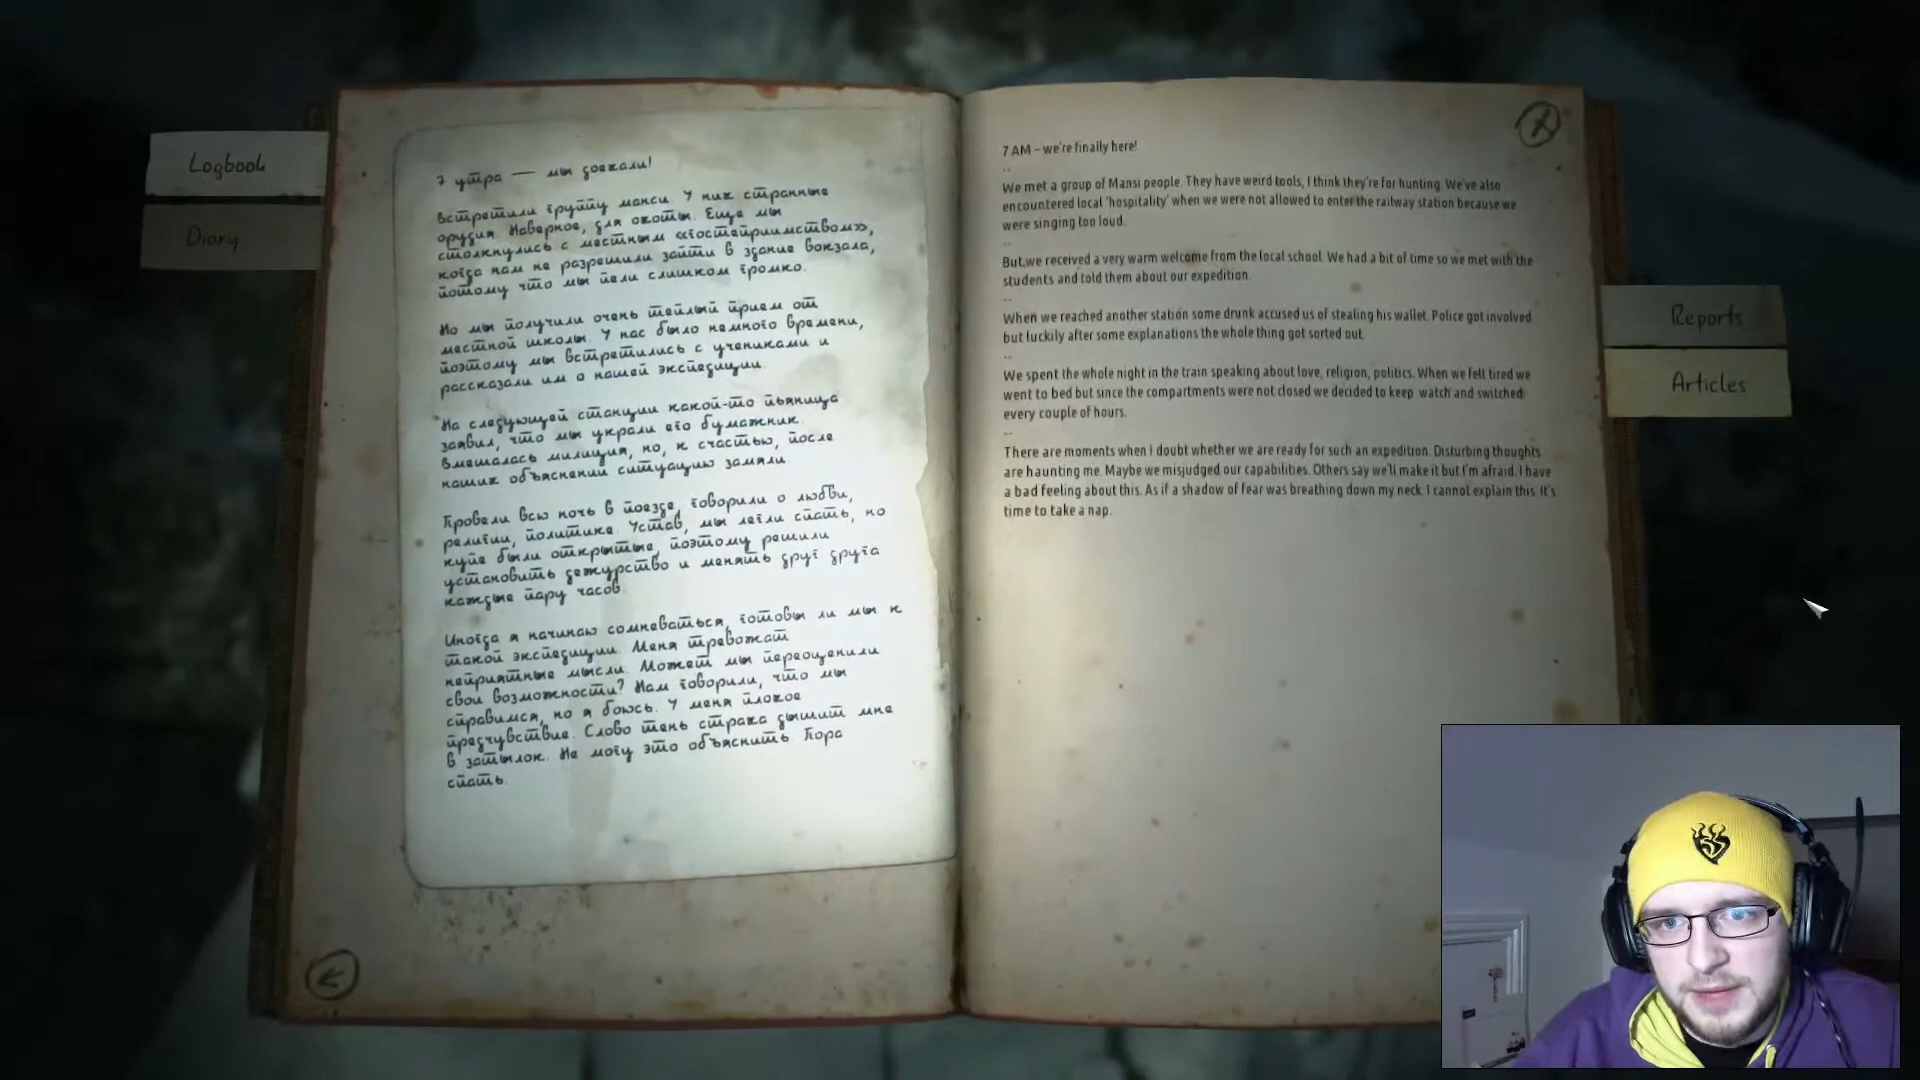 Logbook
Diary
7 утра — мы доехали!
Встретили группу манси. У них странные
орудия. Наверное, для охоты. Еще мы
столкнулись с местным «гостеприимством»,
когда нам не разрешили зайти в здание вокзала,
потому что мы пели слишком громко.
Но мы получили очень теплый прием от
местной школы. У нас было немного времени,
поэтому мы встретились с учениками и
рассказали им о нашей экспедиции.
На следующей станции какой-то пьяница
заявил, что мы украли его бумажник.
Вмешалась милиция, но, к счастью, после
наших объяснений ситуацию замяли.
Провели всю ночь в поезде, говорили о любви,
религии, политике. Устав, мы легли спать, но
купе были открытые, поэтому решили
установить дежурство и менять друг друга
каждые пару часов.
Иногда я начинаю сомневаться, готовы ли мы к
такой экспедиции. Меня тревожат
неприятные мысли. Может мы переоценили
свои возможности? Нам говорили, что мы
справимся, но я боюсь. У меня плохое
предчувствие. Слово тень страха дышит мне
в затылок. Не могу это объяснить. Пора
спать.
7 AM – we're finally here!
--
We met a group of Mansi people. They have weird tools, I think they're for hunting. We've also
encountered local 'hospitality' when we were not allowed to enter the railway station because we
were singing too loud.
--
But we received a very warm welcome from the local school. We had a bit of time so we met with the
students and told them about our expedition.
--
When we reached another station some drunk accused us of stealing his wallet. Police got involved
but luckily after some explanations the whole thing got sorted out.
--
We spent the whole night in the train speaking about love, religion, politics. When we felt tired we
went to bed but since the compartments were not closed we decided to keep watch and switched
every couple of hours.
--
There are moments when I doubt whether we are ready for such an expedition. Disturbing thoughts
are haunting me. Maybe we misjudged our capabilities. Others say we'll make it but I'm afraid. I have
a bad feeling about this. As if a shadow of fear was breathing down my neck. I cannot explain this. It's
time to take a nap.
Reports
Articles